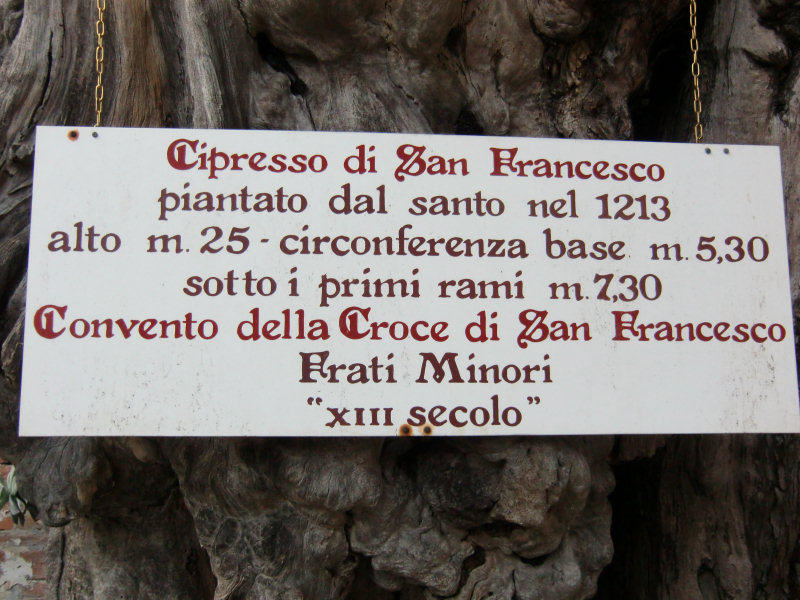 Cipresso di San Francesco
piantato dal santo nel 1213
alto m. 25 - circonferenza base m. 5,30
sotto i primi rami m. 7,30
Convento della Croce di San Francesco
Frati Minori
"XIII secolo"